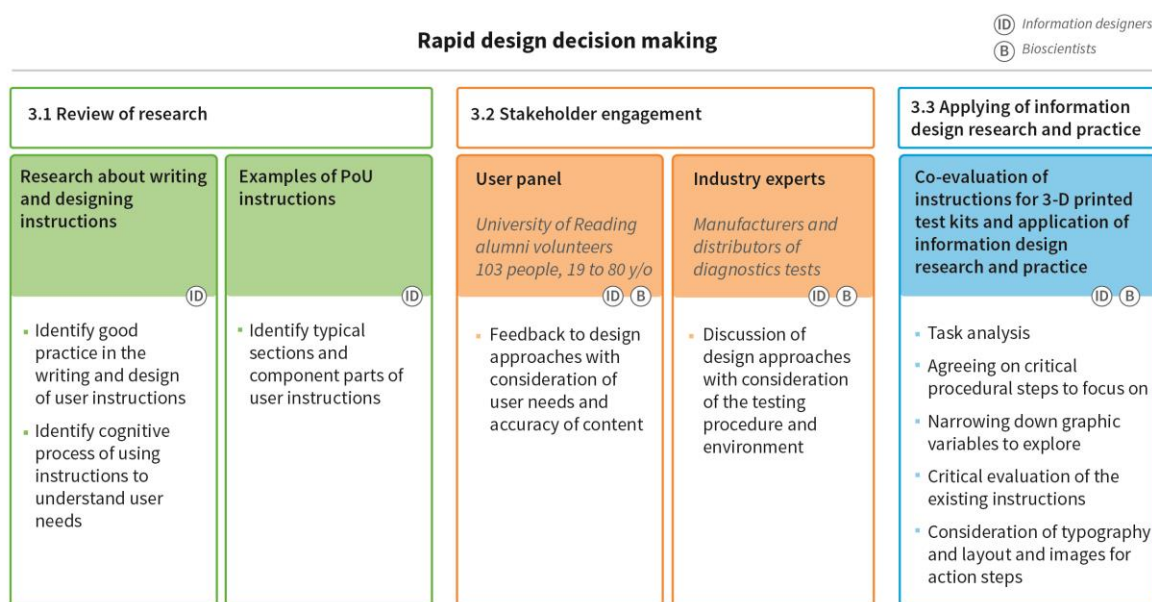 Rapid design decision making
ID Information designers
B Bioscientists
3.1 Review of research
Research about writing
and designing
instructions
ID
▪ Identify good
practice in the
writing and design
of user instructions
▪ Identify cognitive
process of using
instructions to
understand user
needs
Examples of PoU
instructions
ID
▪ Identify typical
sections and
component parts of
user instructions
3.2 Stakeholder engagement
User panel
University of Reading
alumni volunteers
103 people, 19 to 80 y/o
ID B
▪ Feedback to design
approaches with
consideration of
user needs and
accuracy of content
Industry experts
Manufacturers and
distributors of
diagnostics tests
ID B
▪ Discussion of
design approaches
with consideration
of the testing
procedure and
environment
3.3 Applying of information
design research and practice
Co-evaluation of
instructions for 3-D printed
test kits and application of
information design
research and practice
ID B
▪ Task analysis
▪ Agreeing on critical
procedural steps to focus on
▪ Narrowing down graphic
variables to explore
▪ Critical evaluation of the
existing instructions
▪ Consideration of typography
and layout and images for
action steps